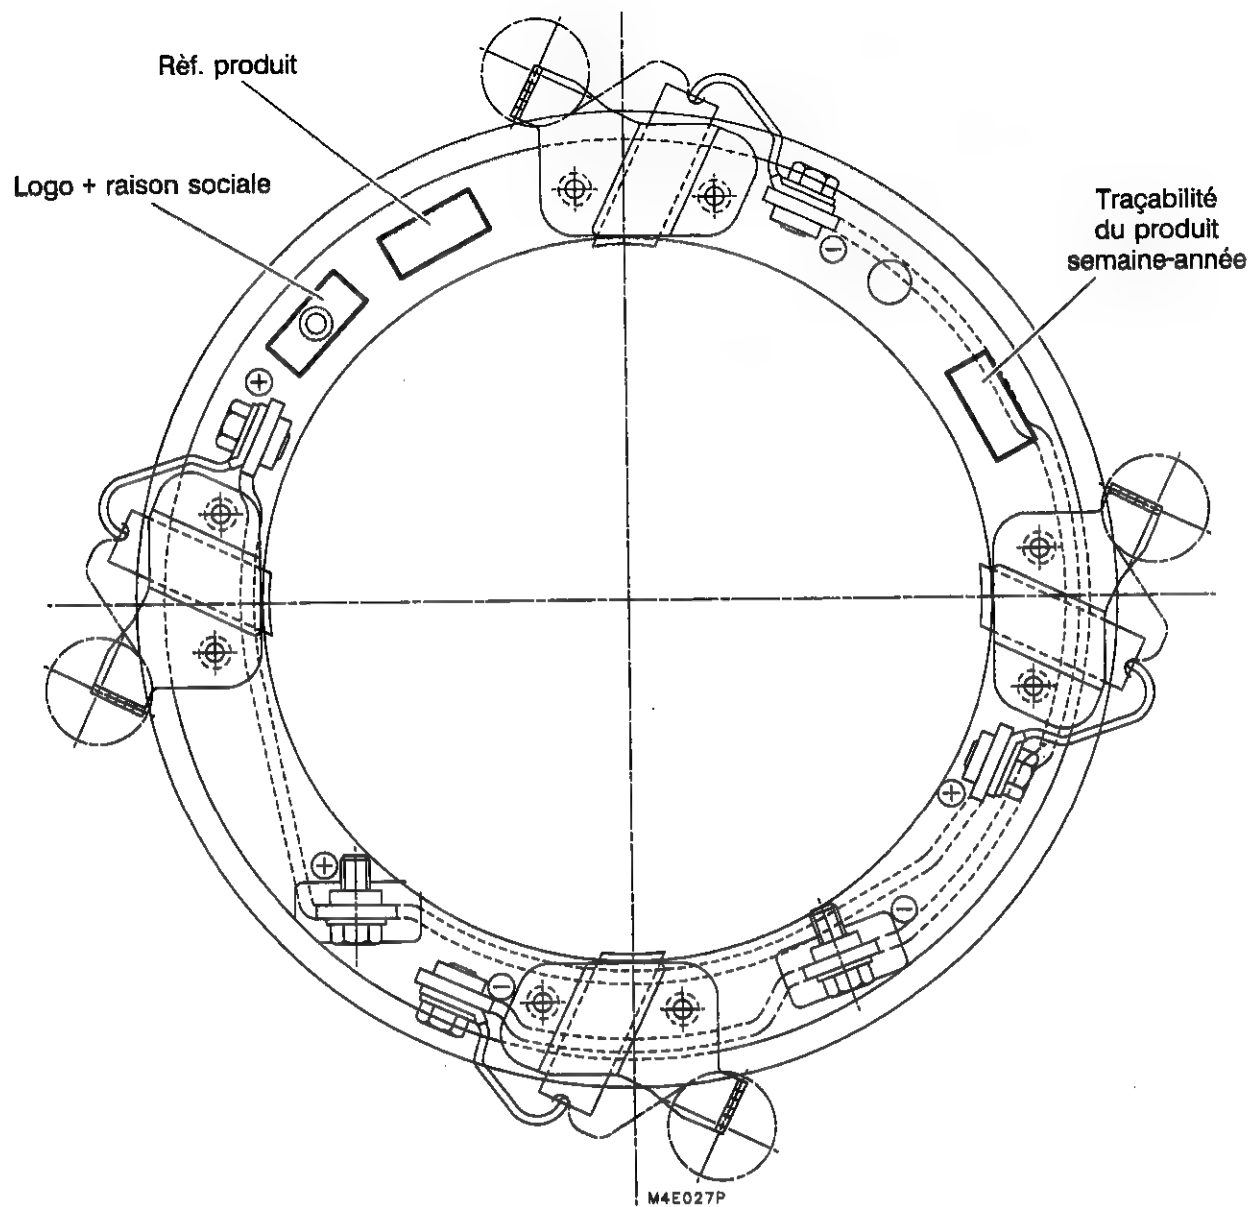 Rèf. produit
Logo + raison sociale
Traçabilité
du produit
semaine-année
+
-
+
-
+
-
+
-
M4E027P